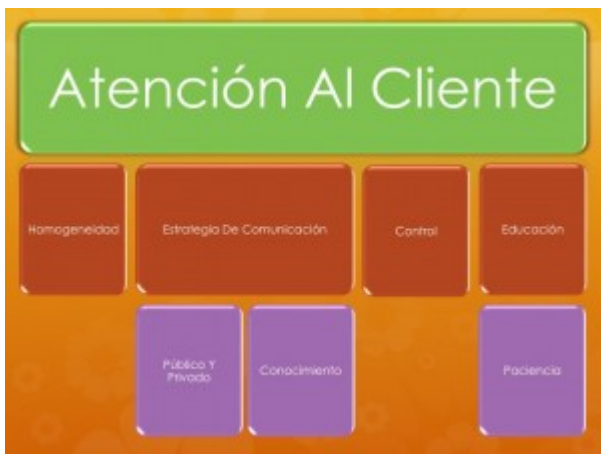 Atención Al Cliente
Homogeneidad
Estrategia De Comunicación
Control
Educación
Público Y
Privado
Conocimiento
Paciencia